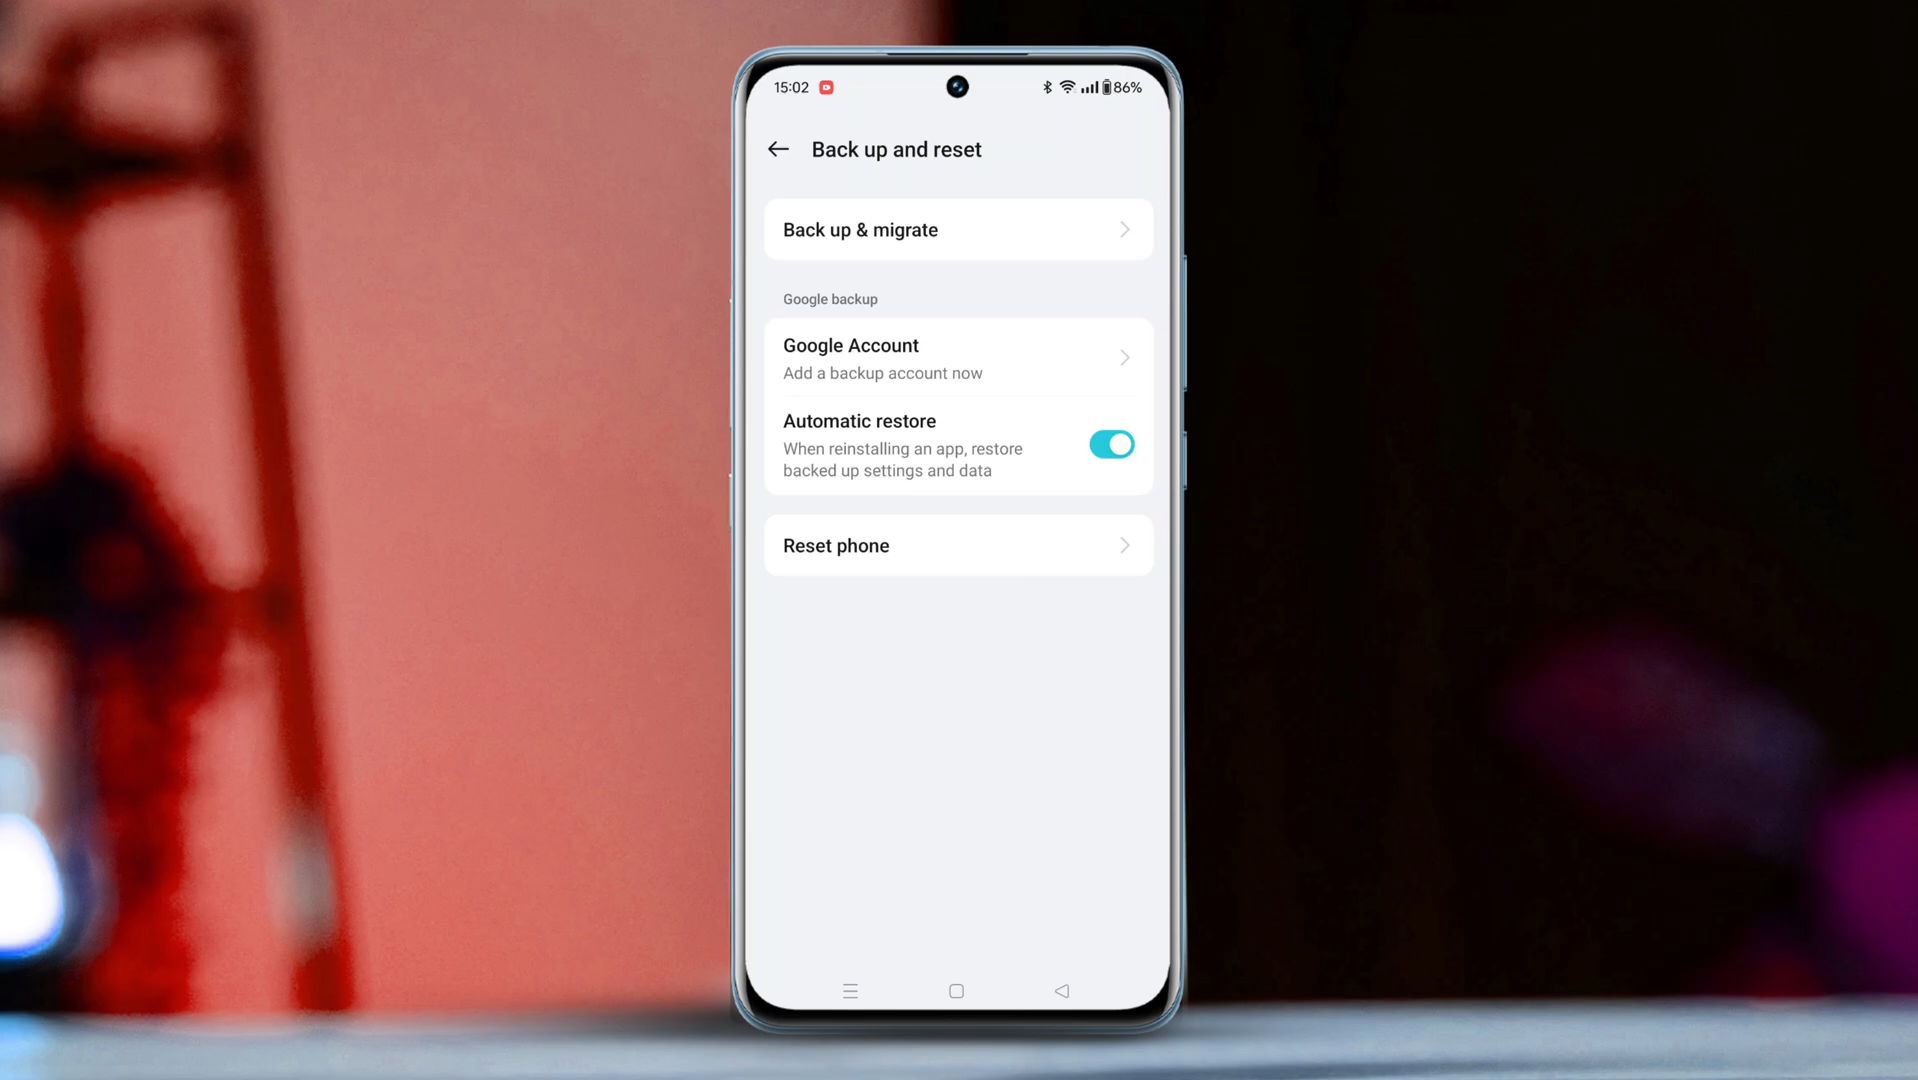 15:02
86%
Back up and reset
Back up & migrate
Google backup
Google Account
Add a backup account now
Automatic restore
When reinstalling an app, restore
backed up settings and data
Reset phone